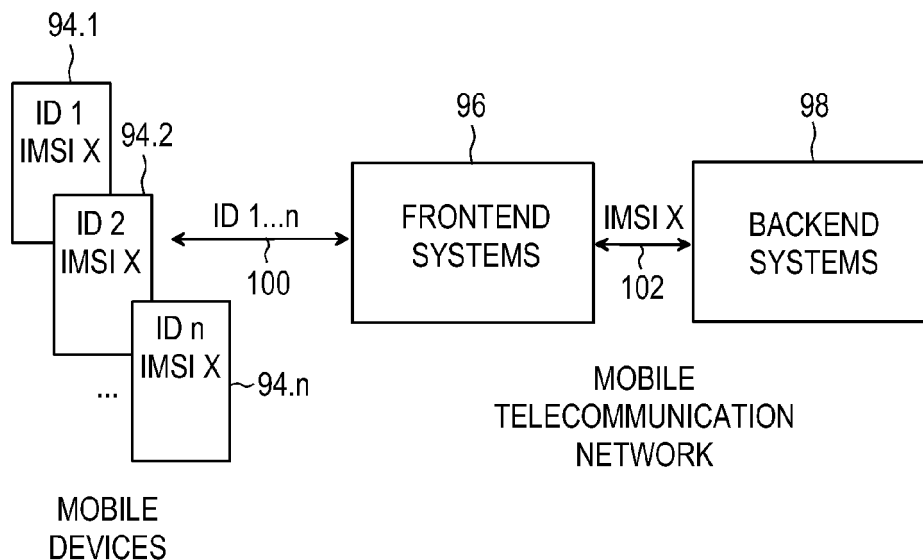 94.1
ID 1
IMSI X
94.2
ID 2
IMSI X
ID n
IMSI X
94.n
...
MOBILE
DEVICES
ID 1...n
100
96
FRONTEND
SYSTEMS
IMSI X
102
98
BACKEND
SYSTEMS
MOBILE
TELECOMMUNICATION
NETWORK